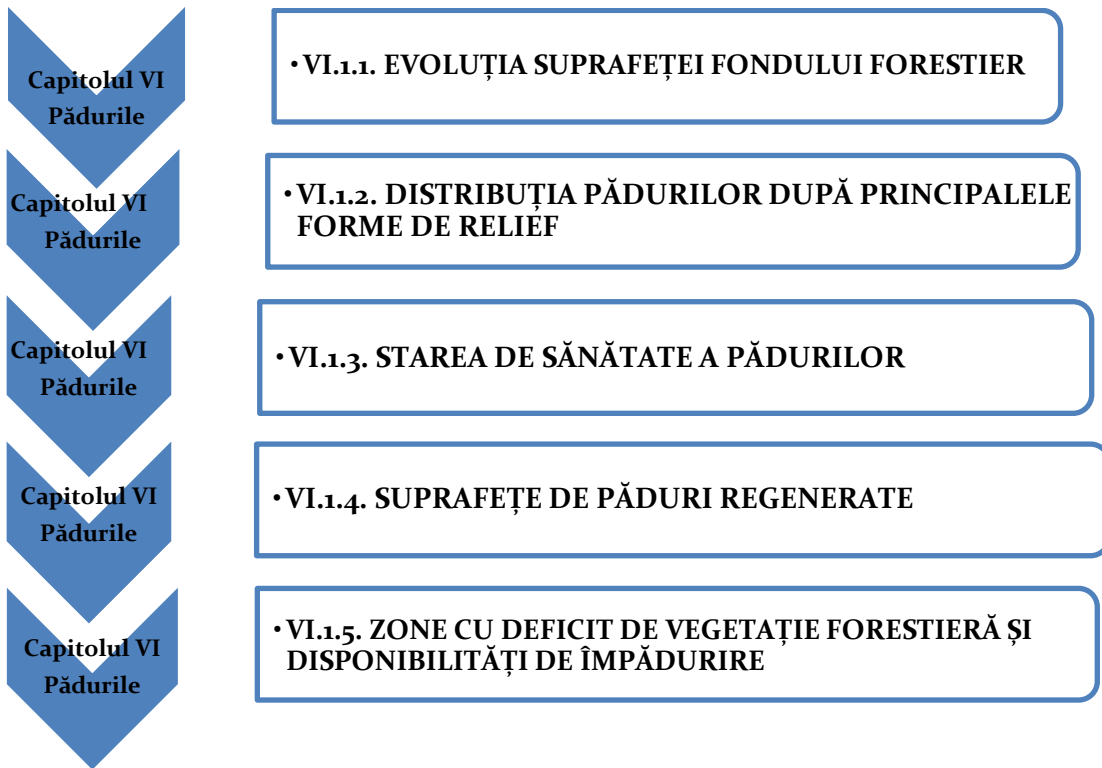 Capitolul VI
Pădurile
• VI.1.1. EVOLUȚIA SUPRAFEȚEI FONDULUI FORESTIER
Capitolul VI
Pădurile
• VI.1.2. DISTRIBUȚIA PĂDURILOR DUPĂ PRINCIPALELE
FORME DE RELIEF
Capitolul VI
Pădurile
• VI.1.3. STAREA DE SĂNĂTATE A PĂDURILOR
Capitolul VI
Pădurile
• VI.1.4. SUPRAFEȚE DE PĂDURI REGENERATE
Capitolul VI
Pădurile
• VI.1.5. ZONE CU DEFICIT DE VEGETAȚIE FORESTIERĂ ȘI
DISPONIBILITĂȚI DE ÎMPĂDURIRE